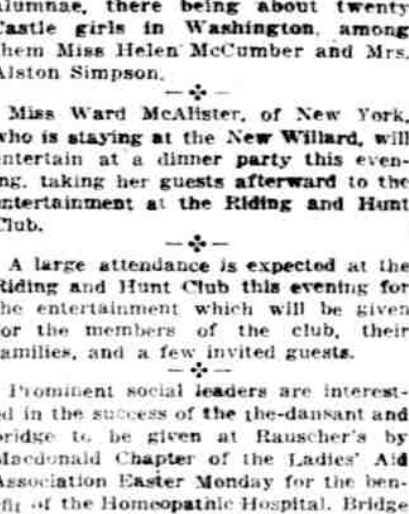 alumnae, there being about twenty
Castle girls in Washington, among
them Miss Helen McCumber and Mrs.
Alston Simpson.
Miss Ward McAlister, of New York,
who is staying at the New Willard, will
entertain at a dinner party this even-
ing, taking her guests afterward to the
entertainment at the Riding and Hunt
Club.
A large attendance is expected at the
Riding and Hunt Club this evening for
the entertainment which will be given
for the members of the club, their
families, and a few invited guests.
Prominent social leaders are interest-
ed in the success of the the-dansant and
bridge to be given at Rauscher's by
Macdonald Chapter of the Ladies' Aid
Association Easter Monday for the ben-
efit of the Homeopathic Hospital. Bridge